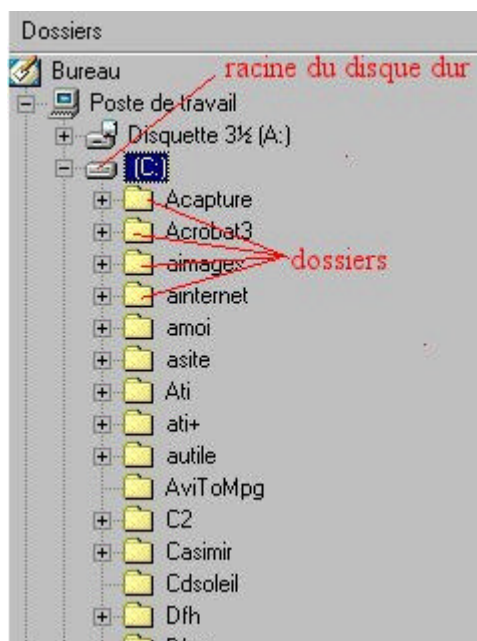 Dossiers
Bureau
racine du disque dur
Poste de travail
Disquette 3½ (A:)
(C:)
Acapture
Acrobat3
aimages
dossiers
ainternet
amoi
asite
Ati
ati+
autile
AviToMpg
C2
Casimir
Cdsoleil
Dfh